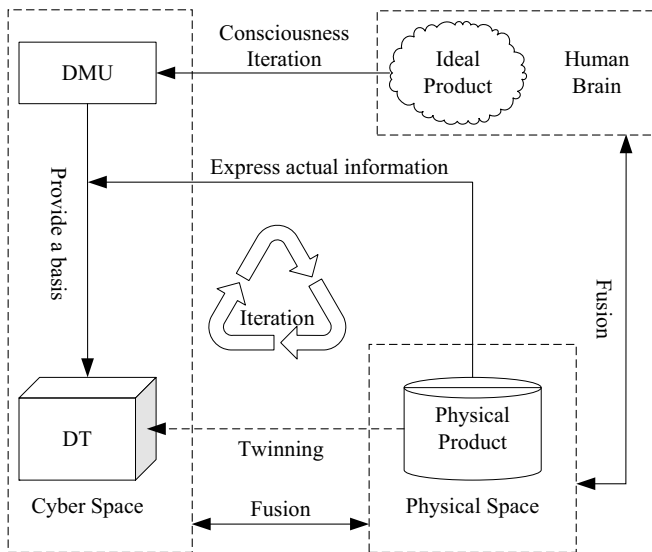 Consciousness
Iteration
DMU
Ideal
Product
Human
Brain
Express actual information
Provide a basis
Fusion
Iteration
DT
Twinning
Physical
Product
Cyber Space
Fusion
Physical Space